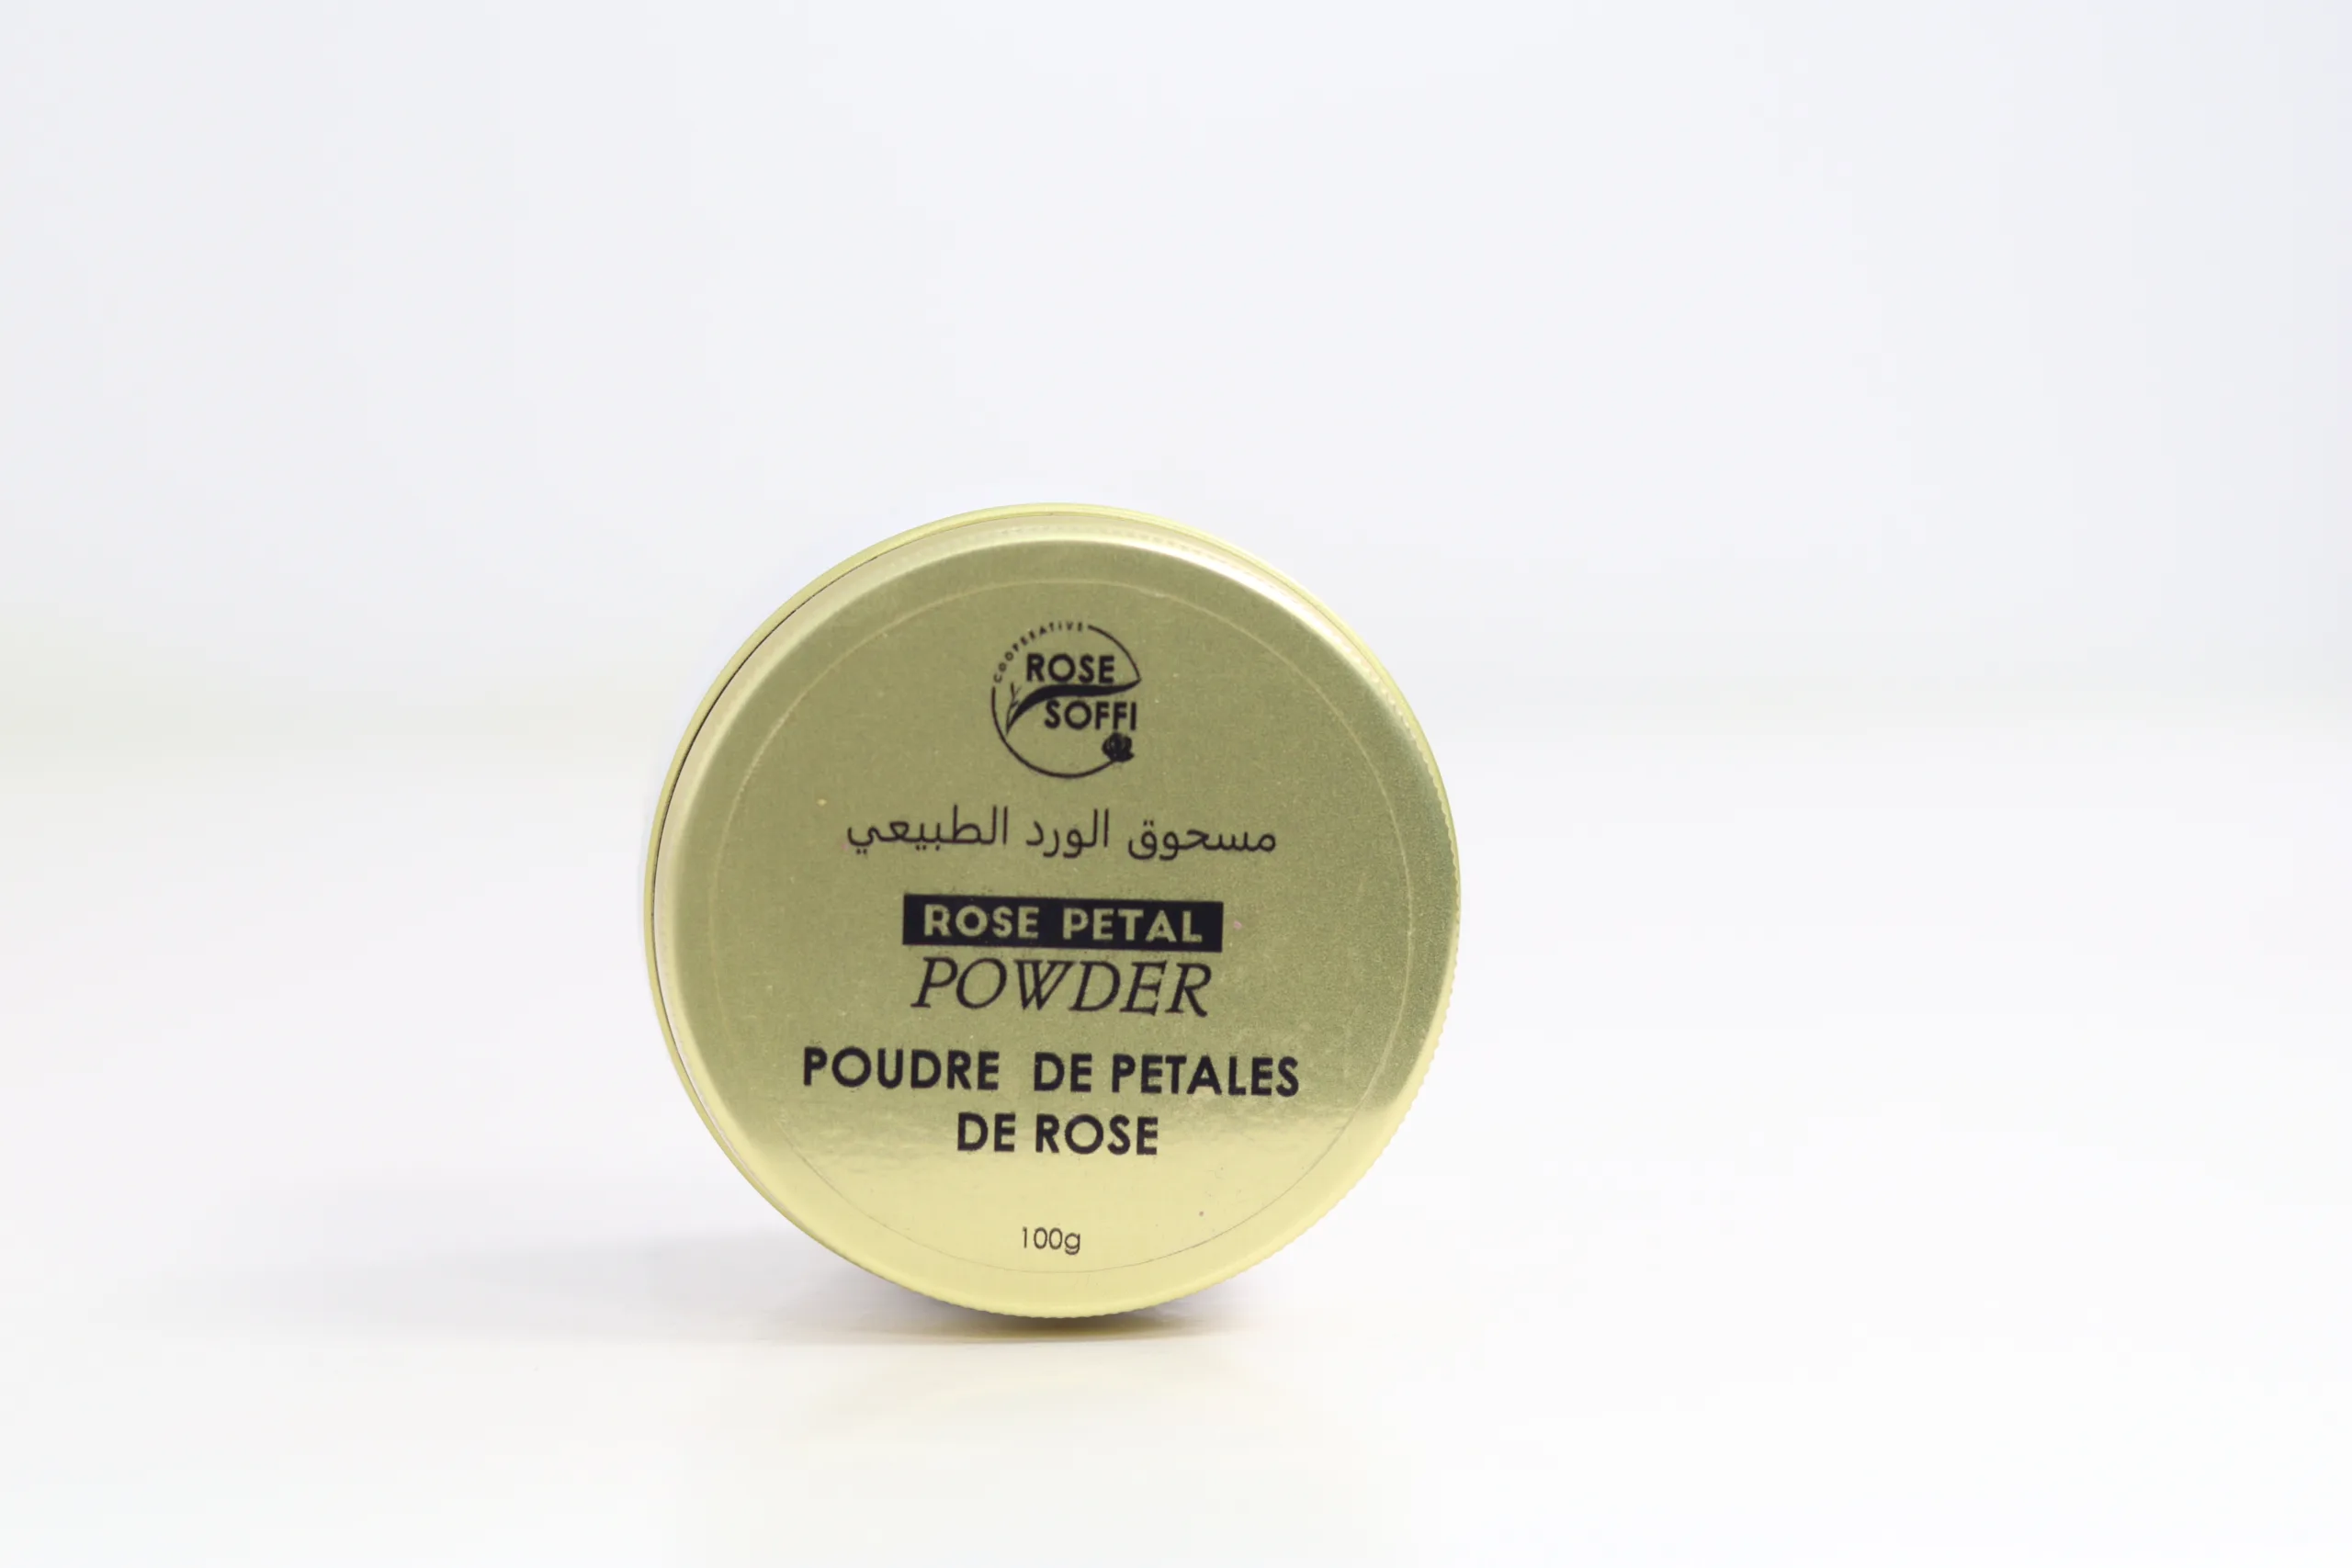 COOPERATIVE
ROSE
SOFFI
مسحوق الورد الطبيعي
ROSE PETAL
POWDER
POUDRE DE PETALES
DE ROSE
100g